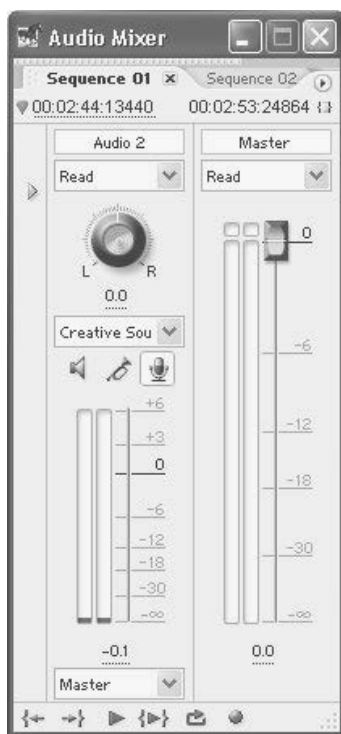 Audio Mixer
Sequence 01 Sequence 02
00:02:44:13440 00:02:53:24864
Audio 2 Master
Read Read
L R
0.0
Creative Sou
+6
+3
0
-6
-12
-18
-30
-∞
-0.1
Master
0
-6
-12
-18
-30
-∞
0.0